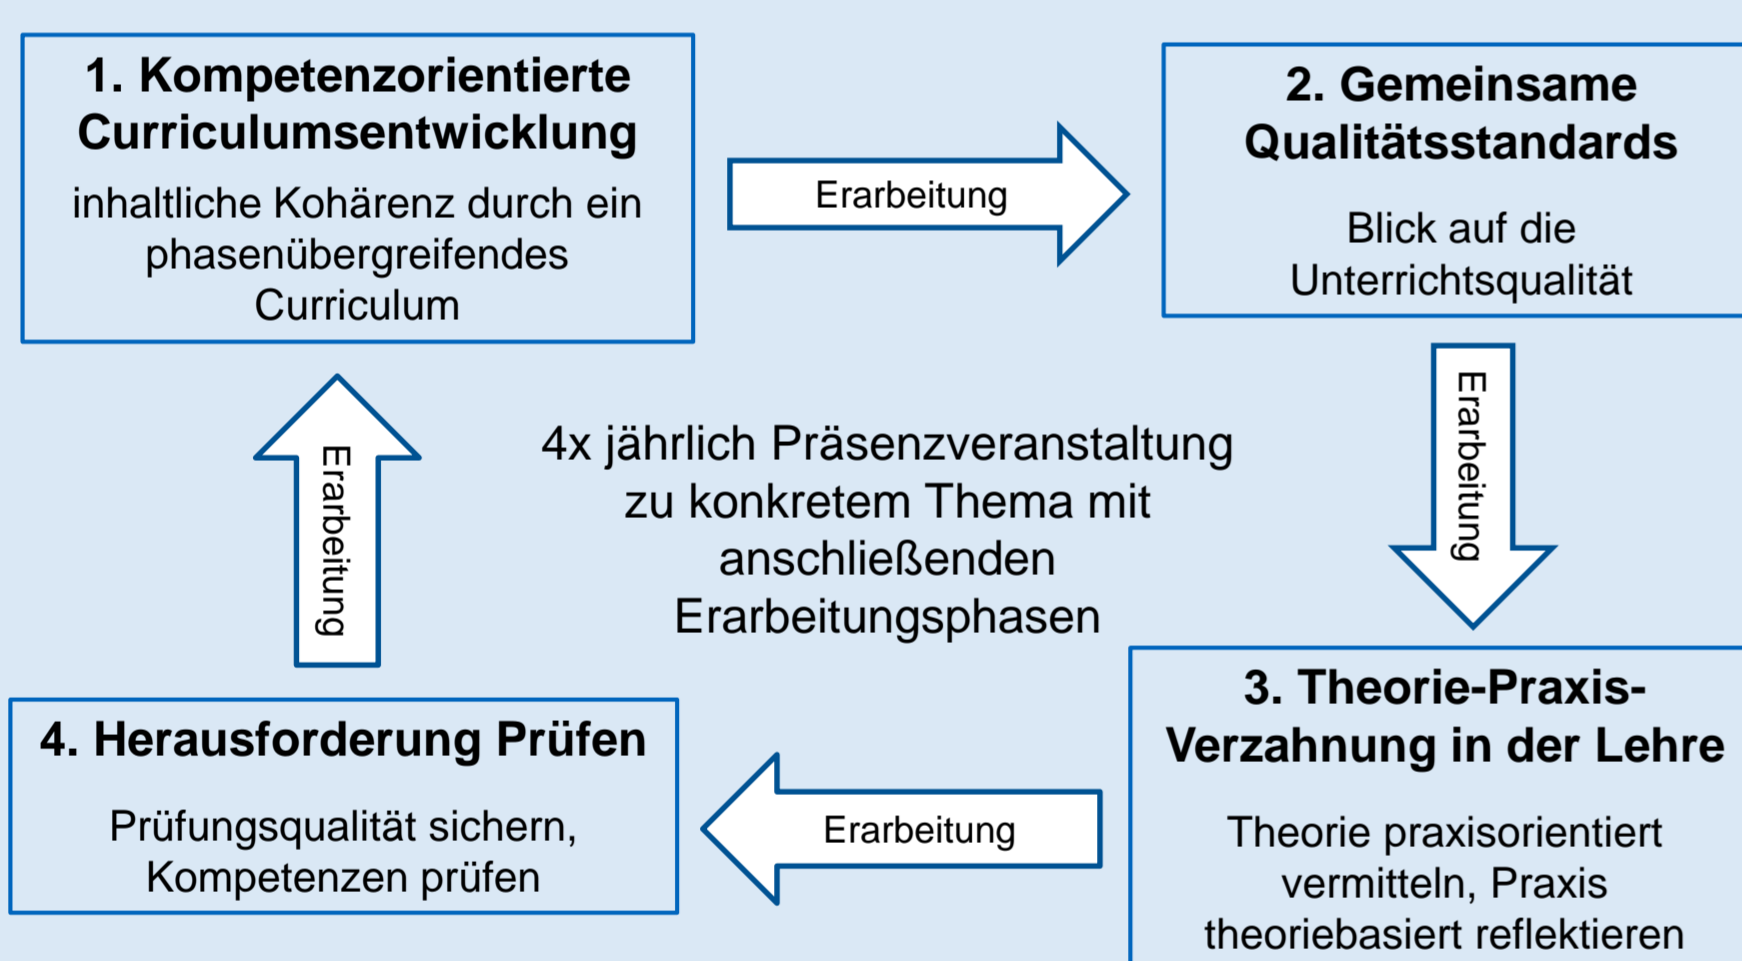 1. Kompetenzorientierte
Curriculumsentwicklung
inhaltliche Kohärenz durch ein
phasenübergreifendes
Curriculum
Erarbeitung
2. Gemeinsame
Qualitätsstandards
Blick auf die
Unterrichtsqualität
Erarbeitung
4x jährlich Präsenzveranstaltung
zu konkretem Thema mit
anschließenden
Erarbeitungsphasen
3. Theorie-Praxis-
Verzahnung in der Lehre
Theorie praxisorientiert
vermitteln, Praxis
theoriebasiert reflektieren
Erarbeitung
4. Herausforderung Prüfen
Prüfungsqualität sichern,
Kompetenzen prüfen
Erarbeitung